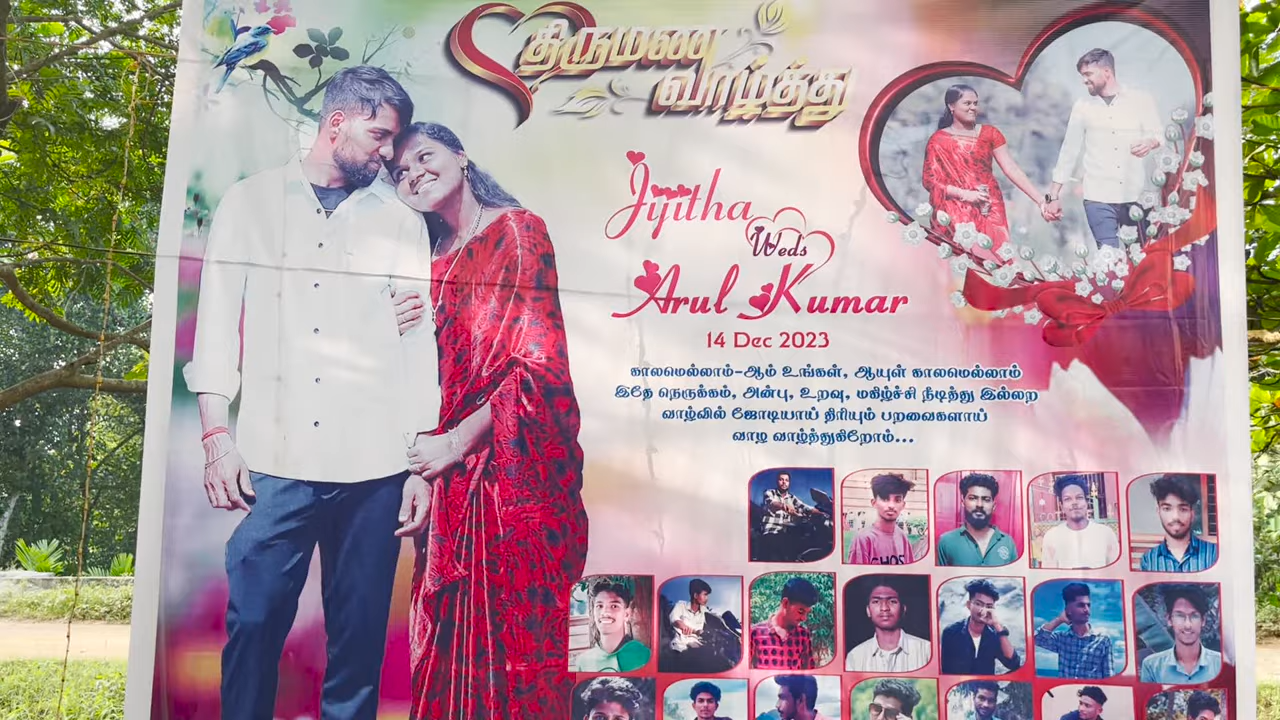 திருமண
வாழ்த்து
Jyitha
Weds
Arul Kumar
14 Dec 2023
காலமெல்லாம்-ஆம் உங்கள், ஆயுள் காலமெல்லாம்
இதே நெருக்கம், அன்பு, உறவு, மகிழ்ச்சி நீடித்து இல்லற
வாழ்வில் ஜோடியாய் திரியும் பறவைகளாய்
வாழ வாழ்த்துகிறோம்...